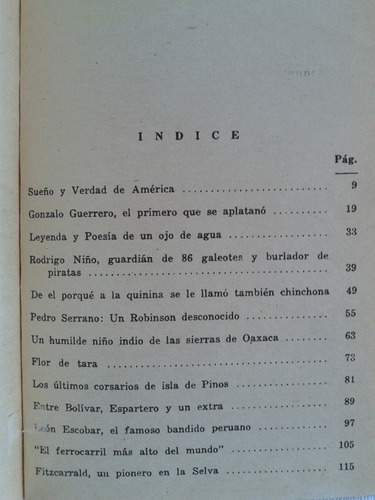 INDICE
Pág.
Sueño y Verdad de América .......................... 9
Gonzalo Guerrero, el primero que se aplatanó ........ 19
Leyenda y Poesía de un ojo de agua .................. 33
Rodrigo Niño, guardián de 86 galeotes y burlador de
piratas ........................................... 39
De el porqué a la quinina se le llamó también chinchona 49
Pedro Serrano: Un Robinson desconocido .............. 55
Un humilde niño indio de las sierras de Oaxaca ...... 63
Flor de tara ........................................ 73
Los últimos corsarios de isla de Pinos .............. 81
Entre Bolívar, Espartero y un extra ................. 89
León Escobar, el famoso bandido peruano ............. 97
"El ferrocarril más alto del mundo" ................. 105
Fitzcarrald, un pionero en la Selva ................. 115